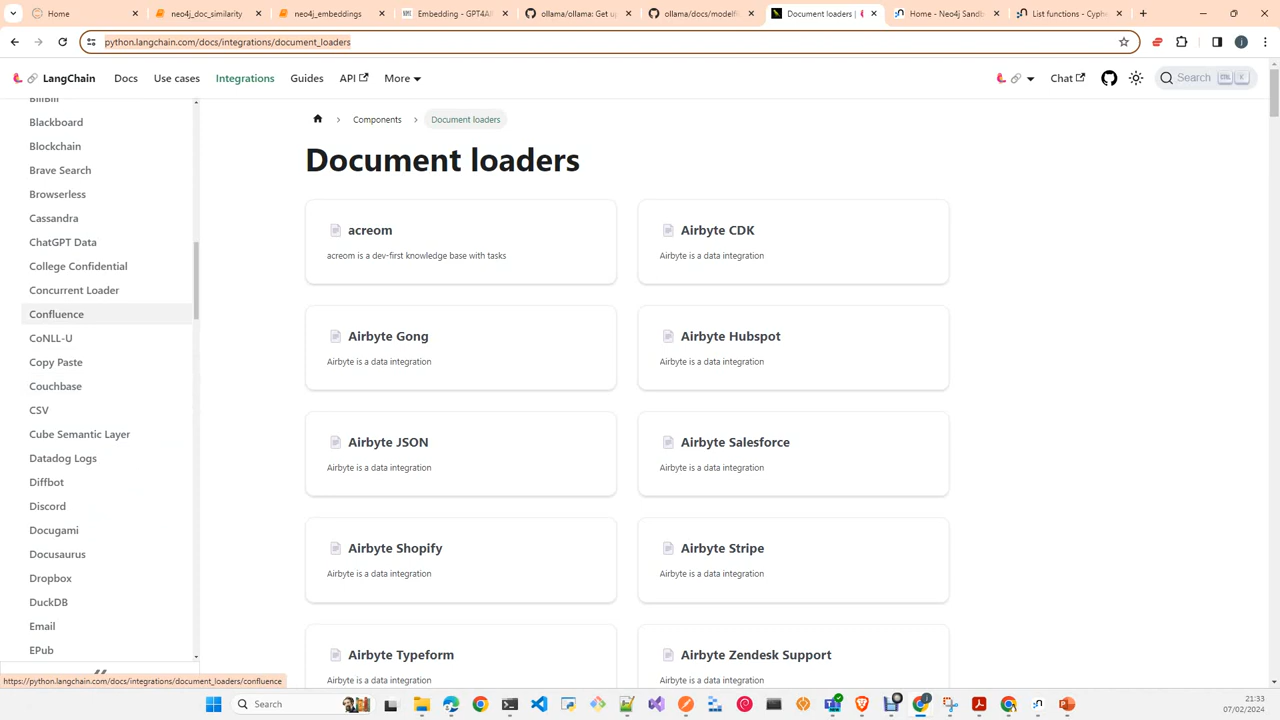 Home
neo4j_doc_similarity
neo4j_embeddings
Embedding - GPT4Al
ollama/ollama: Get up
ollama/docs/modelfi
Document loaders |
Home - Neo4j Sandb
List functions - Cyphe
python.langchain.com/docs/integrations/document_loaders
LangChain
Docs
Use cases
Integrations
Guides
API
More
Chat
Search
BiliBili
Blackboard
Blockchain
Brave Search
Browserless
Cassandra
ChatGPT Data
College Confidential
Concurrent Loader
Confluence
CoNLL-U
Copy Paste
Couchbase
CSV
Cube Semantic Layer
Datadog Logs
Diffbot
Discord
Docugami
Docusaurus
Dropbox
DuckDB
Email
EPub
Components
Document loaders
Document loaders
acreom
acreom is a dev-first knowledge base with tasks
Airbyte CDK
Airbyte is a data integration
Airbyte Gong
Airbyte is a data integration
Airbyte Hubspot
Airbyte is a data integration
Airbyte JSON
Airbyte is a data integration
Airbyte Salesforce
Airbyte is a data integration
Airbyte Shopify
Airbyte is a data integration
Airbyte Stripe
Airbyte is a data integration
Airbyte Typeform
Airbyte is a data integration
Airbyte Zendesk Support
Airbyte is a data integration
https://python.langchain.com/docs/integrations/document_loaders/confluence
Search
21:33
07/02/2024